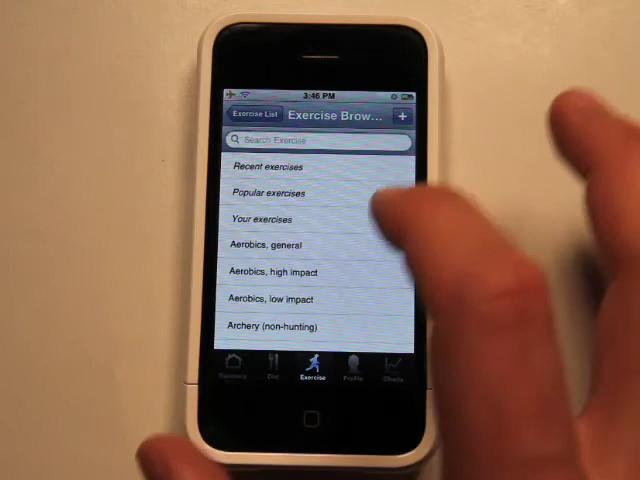 3:46 PM
Exercise List
Exercise Brow...
+
Search Exercise
Recent exercises
Popular exercises
Your exercises
Aerobics, general
Aerobics, high impact
Aerobics, low impact
Archery (non-hunting)
Summary Diet Exercise Profile Charts